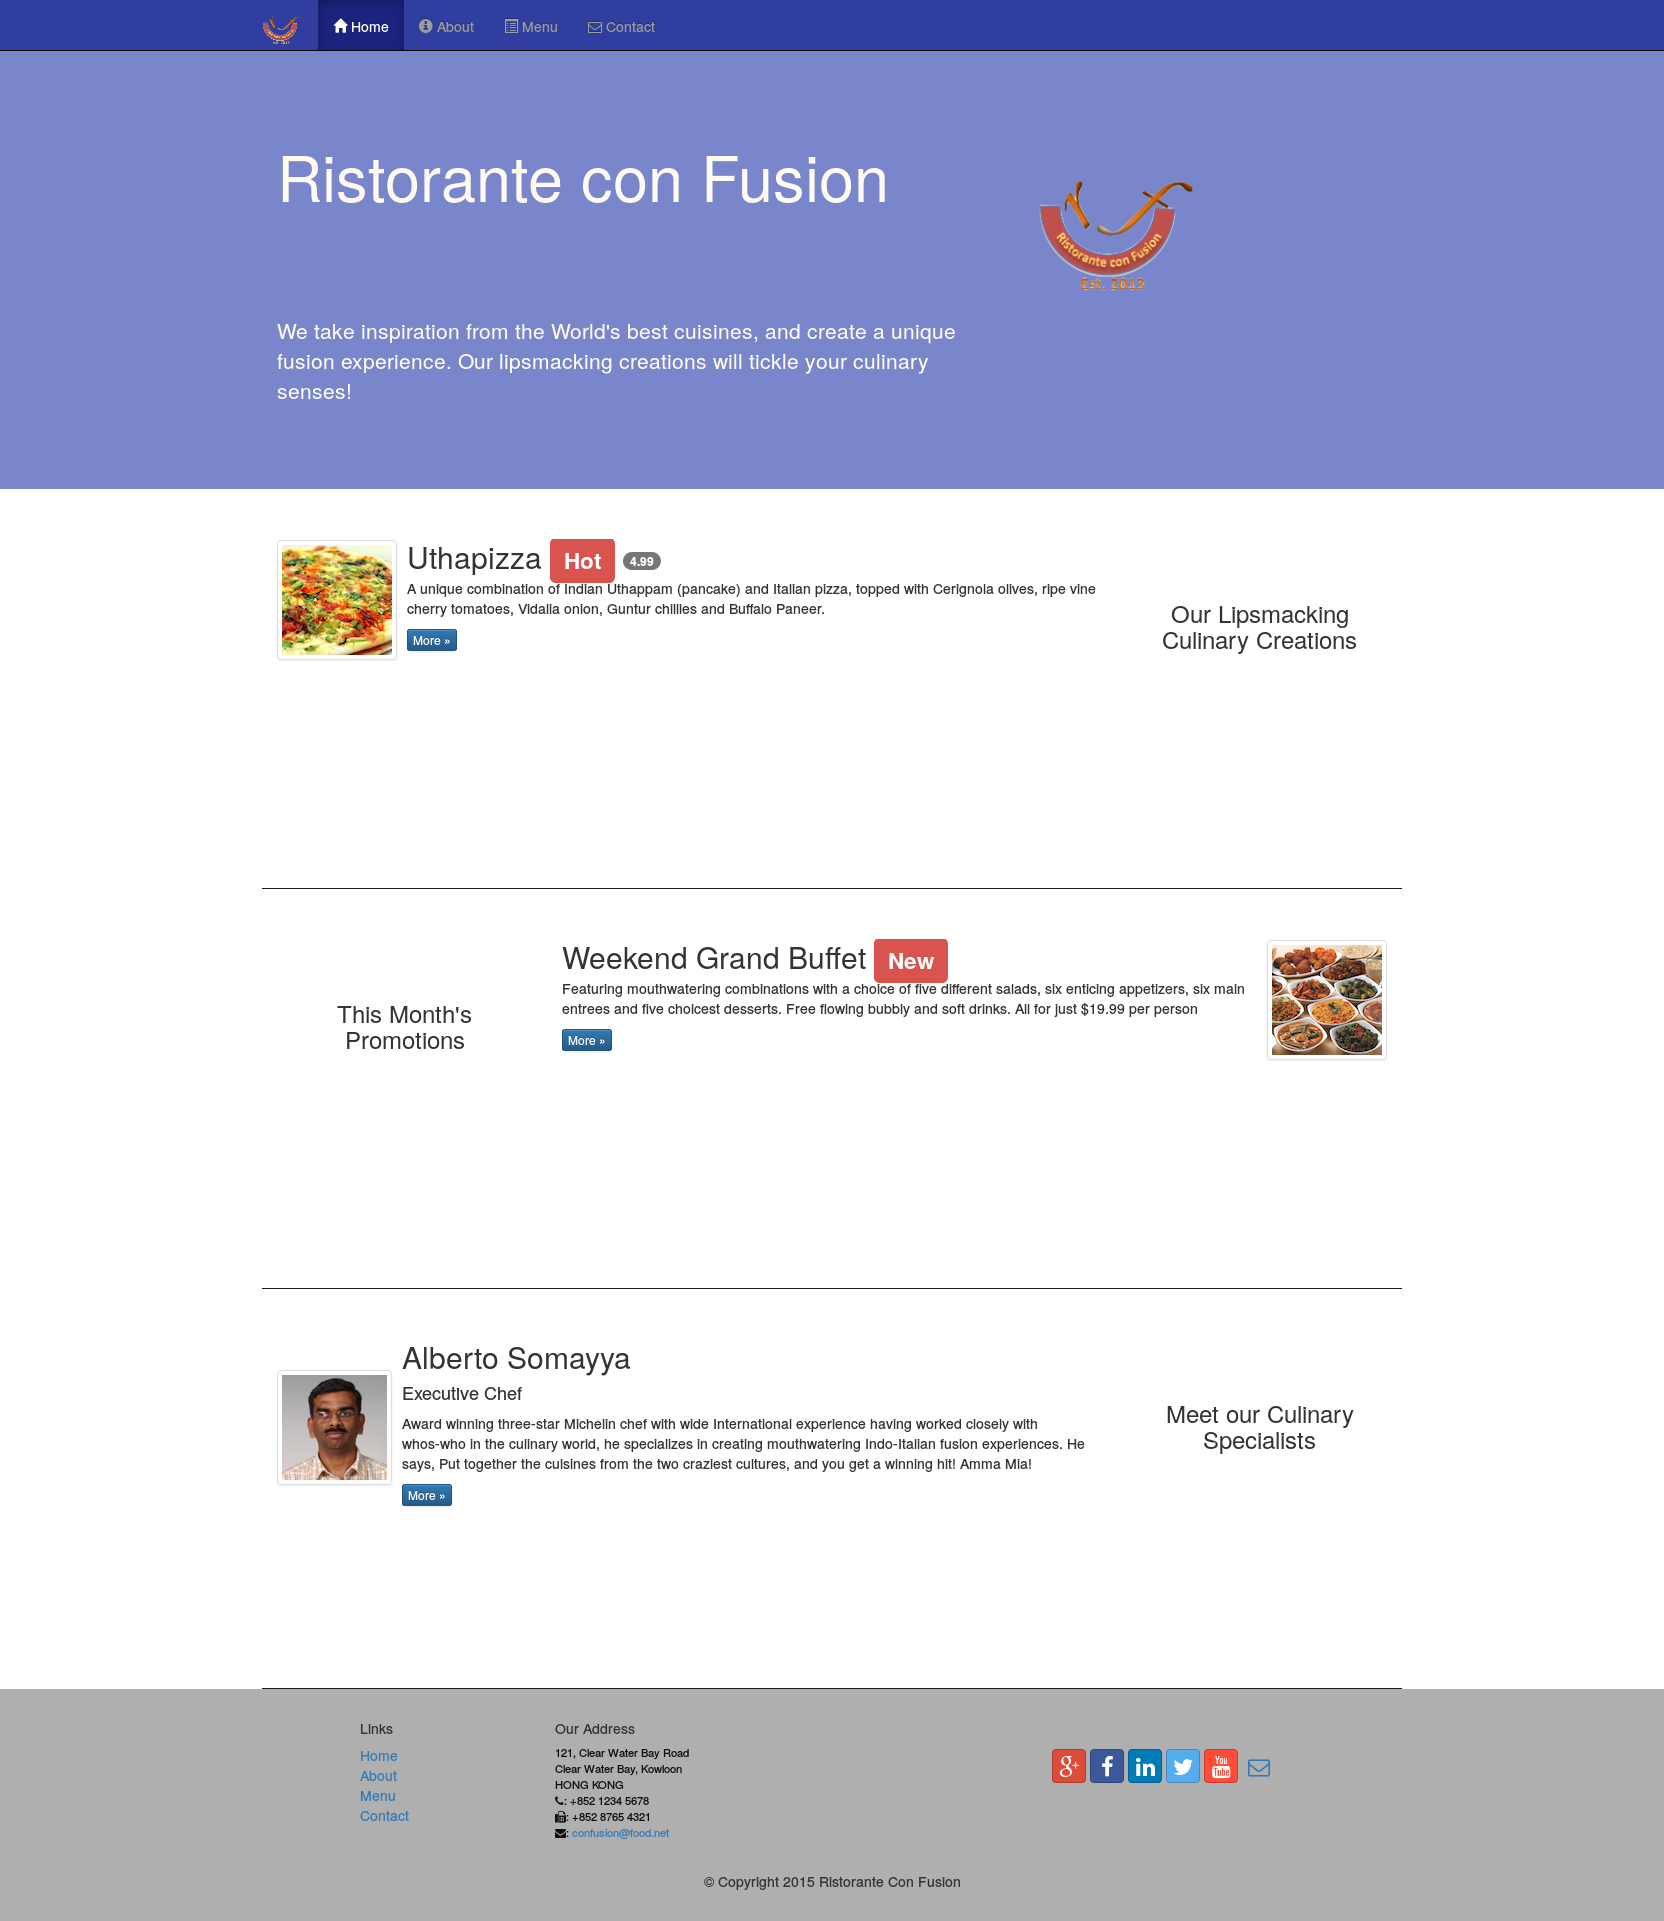 Home
About
Menu
Contact
Ristorante con Fusion
Ristorante con Fusion
Est. 2013
We take inspiration from the World's best cuisines, and create a unique
fusion experience. Our lipsmacking creations will tickle your culinary
senses!
Uthapizza Hot 4.99
A unique combination of Indian Uthappam (pancake) and Italian pizza, topped with Cerignola olives, ripe vine
cherry tomatoes, Vidalia onion, Guntur chillies and Buffalo Paneer.
More »
Our Lipsmacking
Culinary Creations
This Month's
Promotions
Weekend Grand Buffet New
Featuring mouthwatering combinations with a choice of five different salads, six enticing appetizers, six main
entrees and five choicest desserts. Free flowing bubbly and soft drinks. All for just $19.99 per person
More »
Alberto Somayya
Executive Chef
Award winning three-star Michelin chef with wide International experience having worked closely with
whos-who in the culinary world, he specializes in creating mouthwatering Indo-Italian fusion experiences. He
says, Put together the cuisines from the two craziest cultures, and you get a winning hit! Amma Mia!
More »
Meet our Culinary
Specialists
Links
Home
About
Menu
Contact
Our Address
121, Clear Water Bay Road
Clear Water Bay, Kowloon
HONG KONG
: +852 1234 5678
: +852 8765 4321
: confusion@food.net
g+ f in You Tube
© Copyright 2015 Ristorante Con Fusion